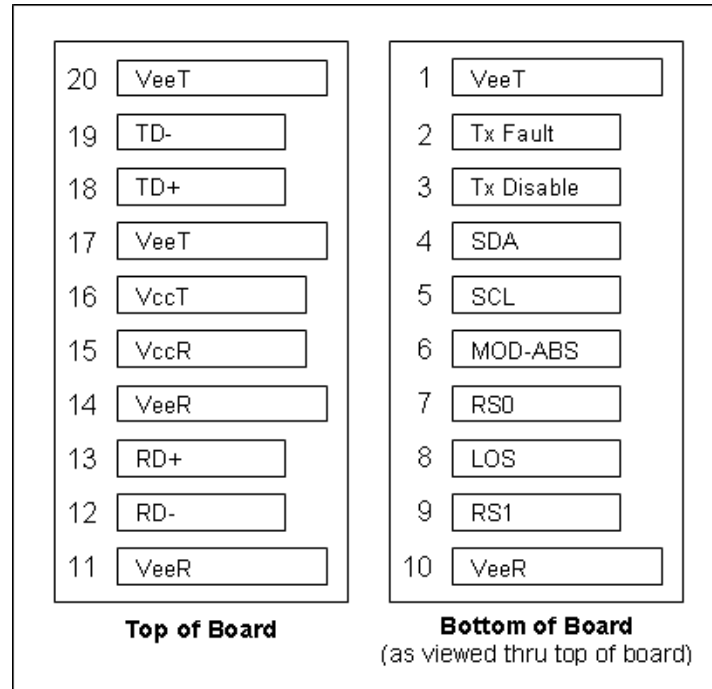 20 VeeT
19 TD-
18 TD+
17 VeeT
16 VccT
15 VccR
14 VeeR
13 RD+
12 RD-
11 VeeR
Top of Board
1 VeeT
2 Tx Fault
3 Tx Disable
4 SDA
5 SCL
6 MOD-ABS
7 RS0
8 LOS
9 RS1
10 VeeR
Bottom of Board
(as viewed thru top of board)